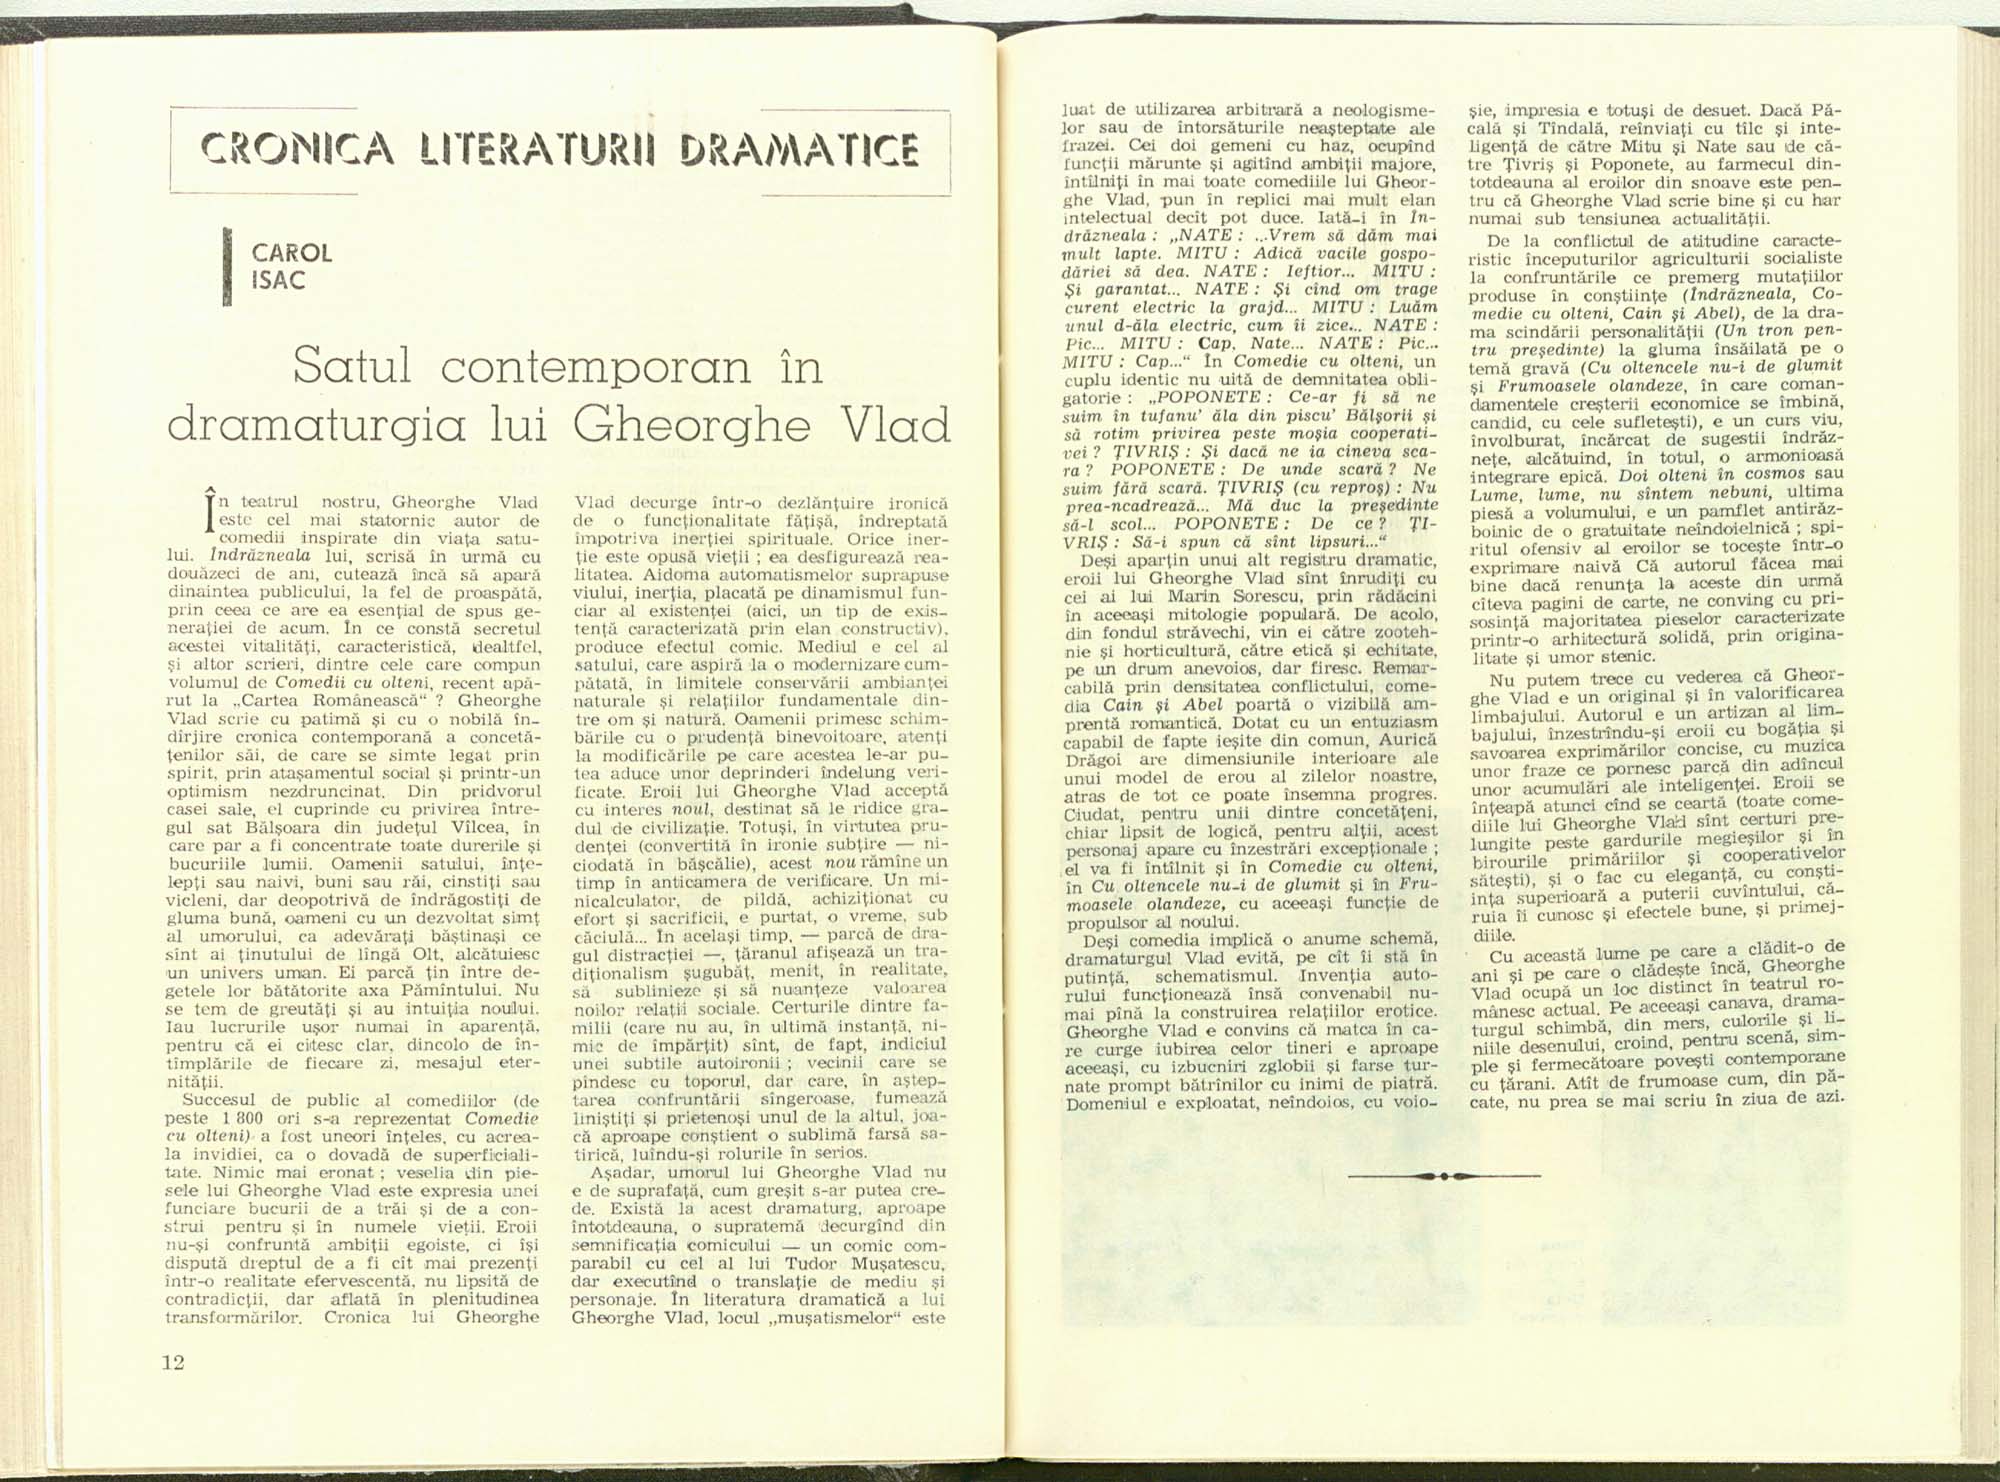 CRONICA LITERATURII DRAMATICE
CAROL
ISAC
Satul contemporan în
dramaturgia lui Gheorghe Vlad
În teatrul nostru, Gheorghe Vlad
este cel mai statornic autor de
comedii inspirate din viața satu-
lui. Indrăzneala lui, scrisă în urmă cu
douăzeci de ani, cutează încă să apară
dinaintea publicului, la fel de proaspătă,
prin ceea ce are ea esențial de spus ge-
nerației de acum. În ce constă secretul
acestei vitalități, caracteristică, dealtfel,
și altor scrieri, dintre cele care compun
volumul de Comedii cu olteni, recent apă-
rut la „Cartea Românească“ ? Gheorghe
Vlad scrie cu patimă și cu o nobilă în-
dîrjire cronica contemporană a concetă-
țenilor săi, de care se simte legat prin
spirit, prin atașamentul social și printr-un
optimism nezdruncinat. Din pridvorul
casei sale, el cuprinde cu privirea între-
gul sat Bălșoara din județul Vîlcea, în
care par a fi concentrate toate durerile și
bucuriile lumii. Oamenii satului, înțe-
lepți sau naivi, buni sau răi, cinstiți sau
vicleni, dar deopotrivă de îndrăgostiți de
gluma bună, oameni cu un dezvoltat simț
al umorului, ca adevărați băștinași ce
sînt ai ținutului de lîngă Olt, alcătuiesc
un univers uman. Ei parcă țin între de-
getele lor bătătorite axa Pămîntului. Nu
se tem de greutăți și au intuiția noului.
Iau lucrurile ușor numai în aparență,
pentru că ei citesc clar, dincolo de în-
tîmplările de fiecare zi, mesajul eter-
nității.
Succesul de public al comediilor (de
peste 1 800 ori s-a reprezentat Comedie
cu olteni) a fost uneori înțeles, cu acrea-
la invidiei, ca o dovadă de superficiali-
tate. Nimic mai eronat ; veselia din pie-
sele lui Gheorghe Vlad este expresia unei
funciare bucurii de a trăi și de a con-
strui pentru și în numele vieții. Eroii
nu-și confruntă ambiții egoiste, ci își
dispută dreptul de a fi cît mai prezenți
într-o realitate efervescentă, nu lipsită de
contradicții, dar aflată în plenitudinea
transformărilor. Cronica lui Gheorghe
Vlad decurge într-o dezlănțuire ironică
de o funcționalitate fățișă, îndreptată
împotriva inerției spirituale. Orice iner-
ție este opusă vieții ; ea desfigurează rea-
litatea. Aidoma automatismelor suprapuse
viului, inerția, placată pe dinamismul fun-
ciar al existenței (aici, un tip de exis-
tență caracterizată prin elan constructiv),
produce efectul comic. Mediul e cel al
satului, care aspiră la o modernizare cum-
pătată, în limitele conservării ambianței
naturale și relațiilor fundamentale din-
tre om și natură. Oamenii primesc schim-
bările cu o prudență binevoitoare, atenți
la modificările pe care acestea le-ar pu-
tea aduce unor deprinderi îndelung veri-
ficate. Eroii lui Gheorghe Vlad acceptă
cu interes noul, destinat să le ridice gra-
dul de civilizație. Totuși, în virtutea pru-
denței (convertită în ironie subțire — ni-
ciodată în bășcălie), acest nou rămîne un
timp în anticamera de verificare. Un mi-
nicalculator, de pildă, achiziționat cu
efort și sacrificii, e purtat, o vreme, sub
căciulă... În același timp, — parcă de dra-
gul distracției —, țăranul afișează un tra-
diționalism șugubăț, menit, în realitate,
să sublinieze și să nuanțeze valoarea
noilor relații sociale. Certurile dintre fa-
milii (care nu au, în ultimă instanță, ni-
mic de împărțit) sînt, de fapt, indiciul
unei subtile autoironii ; vecinii care se
pîndesc cu toporul, dar care, în aștep-
tarea confruntării sîngeroase, fumează
liniștiți și prietenoși unul de la altul, joa-
că aproape conștient o sublimă farsă sa-
tirică, luîndu-și rolurile în serios.
Așadar, umorul lui Gheorghe Vlad nu
e de suprafață, cum greșit s-ar putea cre-
de. Există la acest dramaturg, aproape
întotdeauna, o supratemă decurgînd din
semnificația comicului — un comic com-
parabil cu cel al lui Tudor Mușatescu,
dar executînd o translație de mediu și
personaje. În literatura dramatică a lui
Gheorghe Vlad, locul „mușatismelor“ este
12
luat de utilizarea arbitrară a neologisme-
lor sau de întorsăturile neașteptate ale
frazei. Cei doi gemeni cu haz, ocupînd
funcții mărunte și agitînd ambiții majore,
întîlniți în mai toate comediile lui Gheor-
ghe Vlad, pun în replici mai mult elan
intelectual decît pot duce. Iată-i în In-
drăzneala : „NATE : ...Vrem să dăm mai
mult lapte. MITU : Adică vacile gospo-
dăriei să dea. NATE : Ieftior... MITU :
Și garantat... NATE : Și cînd om trage
curent electric la grajd... MITU : Luăm
unul d-ăla electric, cum îi zice... NATE :
Pic... MITU : Cap, Nate... NATE : Pic...
MITU : Cap...“ În Comedie cu olteni, un
cuplu identic nu uită de demnitatea obli-
gatorie : „POPONETE : Ce-ar fi să ne
suim în tufanu’ ăla din piscu’ Bălșorii și
să rotim privirea peste moșia cooperati-
vei ? ȚIVRIȘ : Și dacă ne ia cineva sca-
ra ? POPONETE : De unde scară ? Ne
suim fără scară. ȚIVRIȘ (cu reproș) : Nu
prea-ncadrează... Mă duc la președinte
să-l scol... POPONETE : De ce ? ȚI-
VRIȘ : Să-i spun că sînt lipsuri...“
Deși aparțin unui alt registru dramatic,
eroii lui Gheorghe Vlad sînt înrudiți cu
cei ai lui Marin Sorescu, prin rădăcini
în aceeași mitologie populară. De acolo,
din fondul străvechi, vin ei către zooteh-
nie și horticultură, către etică și echitate,
pe un drum anevoios, dar firesc. Remar-
cabilă prin densitatea conflictului, come-
dia Cain și Abel poartă o vizibilă am-
prentă romantică. Dotat cu un entuziasm
capabil de fapte ieșite din comun, Aurică
Drăgoi are dimensiunile interioare ale
unui model de erou al zilelor noastre,
atras de tot ce poate însemna progres.
Ciudat, pentru unii dintre concetățeni,
chiar lipsit de logică, pentru alții, acest
personaj apare cu înzestrări excepționale ;
el va fi întîlnit și în Comedie cu olteni,
în Cu oltencele nu-i de glumit și în Fru-
moasele olandeze, cu aceeași funcție de
propulsor al noului.
Deși comedia implică o anume schemă,
dramaturgul Vlad evită, pe cît îi stă în
putință, schematismul. Invenția auto-
rului funcționează însă convenabil nu-
mai pînă la construirea relațiilor erotice.
Gheorghe Vlad e convins că matca în ca-
re curge iubirea celor tineri e aproape
aceeași, cu izbucniri zglobii și farse tur-
nate prompt bătrînilor cu inimi de piatră.
Domeniul e exploatat, neîndoios, cu voio-
șie, impresia e totuși de desuet. Dacă Pă-
cală și Tîndală, reînviați cu tîlc și inte-
ligență de către Mitu și Nate sau de că-
tre Țivriș și Poponete, au farmecul din-
totdeauna al eroilor din snoave este pen-
tru că Gheorghe Vlad scrie bine și cu har
numai sub tensiunea actualității.
De la conflictul de atitudine caracte-
ristic începuturilor agriculturii socialiste
la confruntările ce premerg mutațiilor
produse în conștiințe (Indrăzneala, Co-
medie cu olteni, Cain și Abel), de la dra-
ma scindării personalității (Un tron pen-
tru președinte) la gluma însăilată pe o
temă gravă (Cu oltencele nu-i de glumit
și Frumoasele olandeze, în care coman-
damentele creșterii economice se îmbină,
candid, cu cele sufletești), e un curs viu,
învolburat, încărcat de sugestii îndrăz-
nețe, alcătuind, în totul, o armonioasă
integrare epică. Doi olteni în cosmos sau
Lume, lume, nu sîntem nebuni, ultima
piesă a volumului, e un pamflet antirăz-
boinic de o gratuitate neîndoielnică ; spi-
ritul ofensiv al eroilor se tocește într-o
exprimare naivă Că autorul făcea mai
bine dacă renunța la aceste din urmă
cîteva pagini de carte, ne conving cu pri-
sosință majoritatea pieselor caracterizate
printr-o arhitectură solidă, prin origina-
litate și umor stenic.
Nu putem trece cu vederea că Gheor-
ghe Vlad e un original și în valorificarea
limbajului. Autorul e un artizan al lim-
bajului, înzestrîndu-și eroii cu bogăția și
savoarea exprimărilor concise, cu muzica
unor fraze ce pornesc parcă din adîncul
unor acumulări ale inteligenței. Eroii se
înțeapă atunci cînd se ceartă (toate come-
diile lui Gheorghe Vlad sînt certuri pre-
lungite peste gardurile megieșilor și în
birourile primăriilor și cooperativelor
sătești), și o fac cu eleganță, cu conști-
ința superioară a puterii cuvîntului, că-
ruia îi cunosc și efectele bune, și primej-
diile.
Cu această lume pe care a clădit-o de
ani și pe care o clădește încă, Gheorghe
Vlad ocupă un loc distinct în teatrul ro-
mânesc actual. Pe aceeași canava, drama-
turgul schimbă, din mers, culorile și li-
niile desenului, croind, pentru scenă, sim-
ple și fermecătoare povești contemporane
cu țărani. Atît de frumoase cum, din pă-
cate, nu prea se mai scriu în ziua de azi.